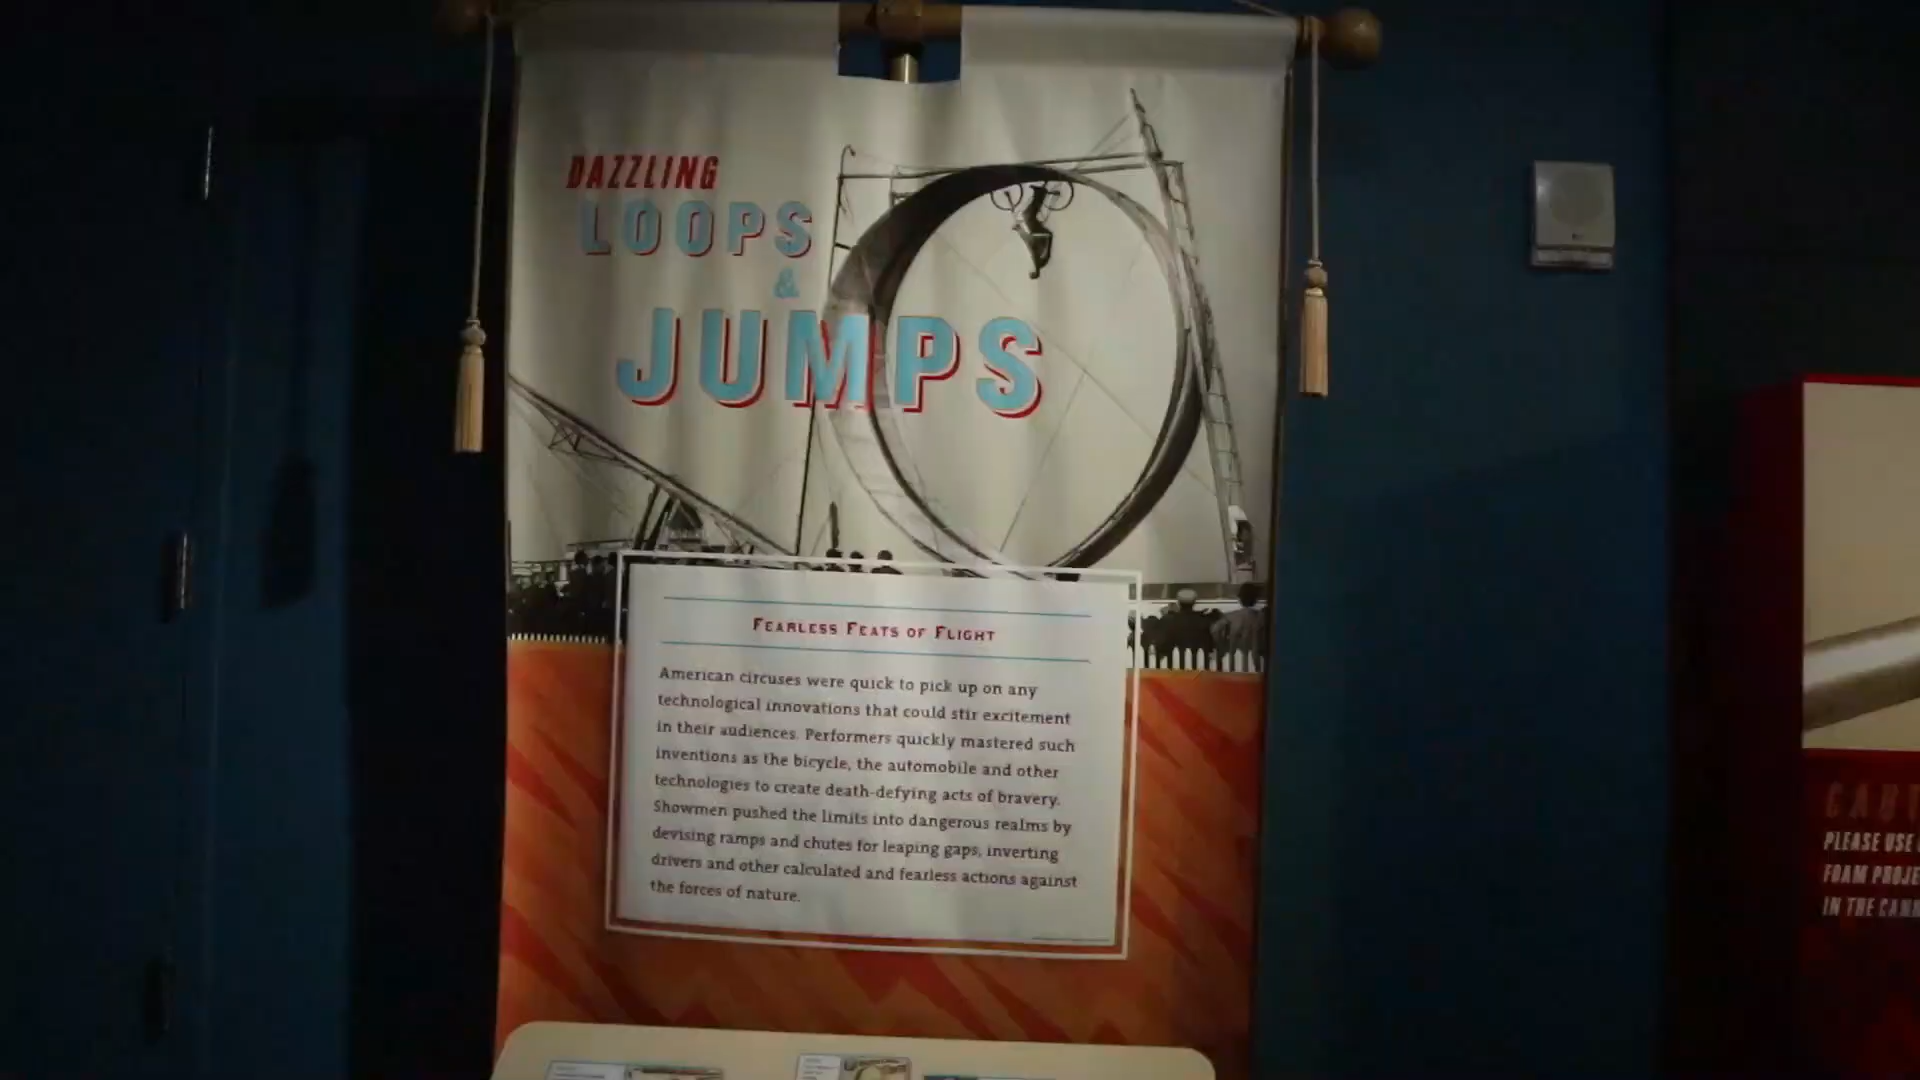 DAZZLING
LOOPS
&
JUMPS
FEARLESS FEATS OF FLIGHT
American circuses were quick to pick up on any
technological innovations that could stir excitement
in their audiences. Performers quickly mastered such
inventions as the bicycle, the automobile and other
technologies to create death-defying acts of bravery.
Showmen pushed the limits into dangerous realms by
devising ramps and chutes for leaping gaps, inverting
drivers and other calculated and fearless actions against
the forces of nature.
PLEASE USE
FOAM
IN THE